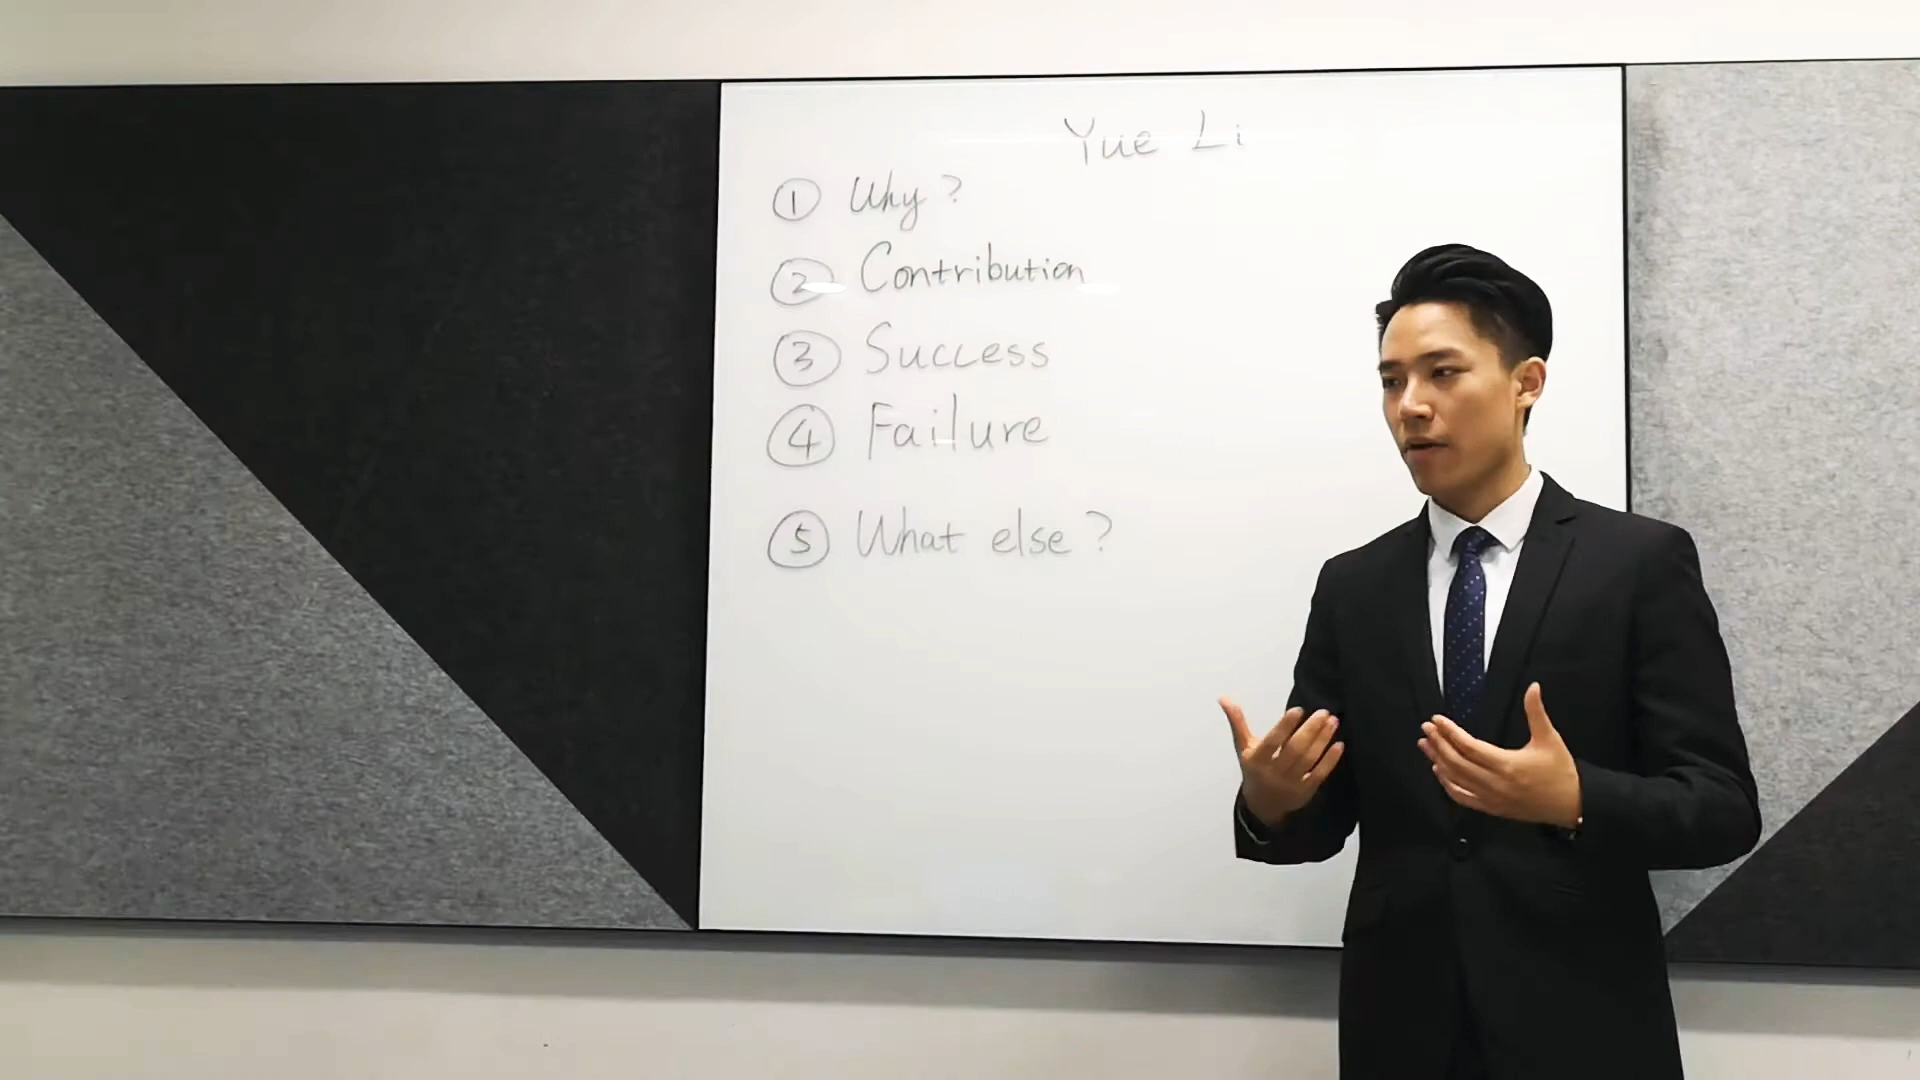 Yue Li
① Why?
② Contribution
③ Success
④ Failure
⑤ What else?